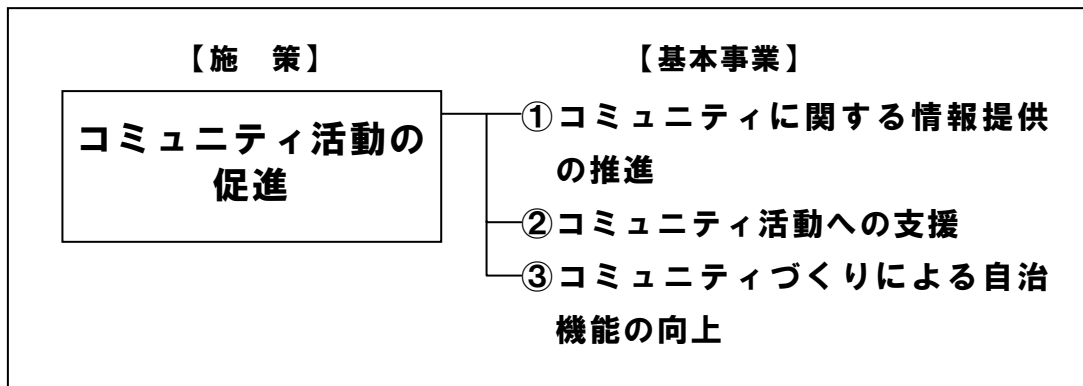 【施　策】
【基本事業】
コミュニティ活動の
促進
①コミュニティに関する情報提供
の推進
②コミュニティ活動への支援
③コミュニティづくりによる自治
機能の向上